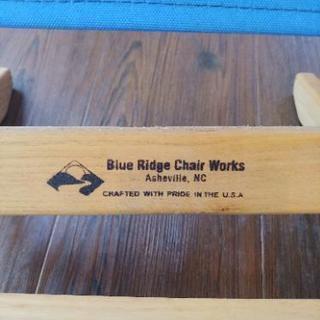 Blue Ridge Chair Works
Asheville, NC
CRAFTED WITH PRIDE IN THE U.S.A